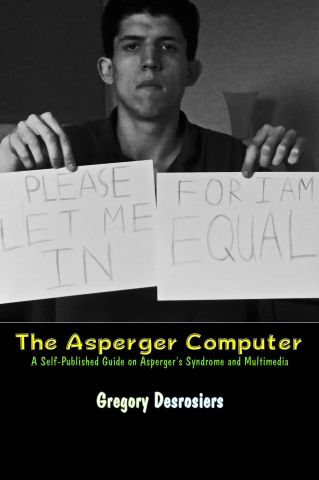 PLEASE
LET ME
IN
FOR I AM
EQUAL
The Asperger Computer
A Self-Published Guide on Asperger's Syndrome and Multimedia
Gregory Desrosiers